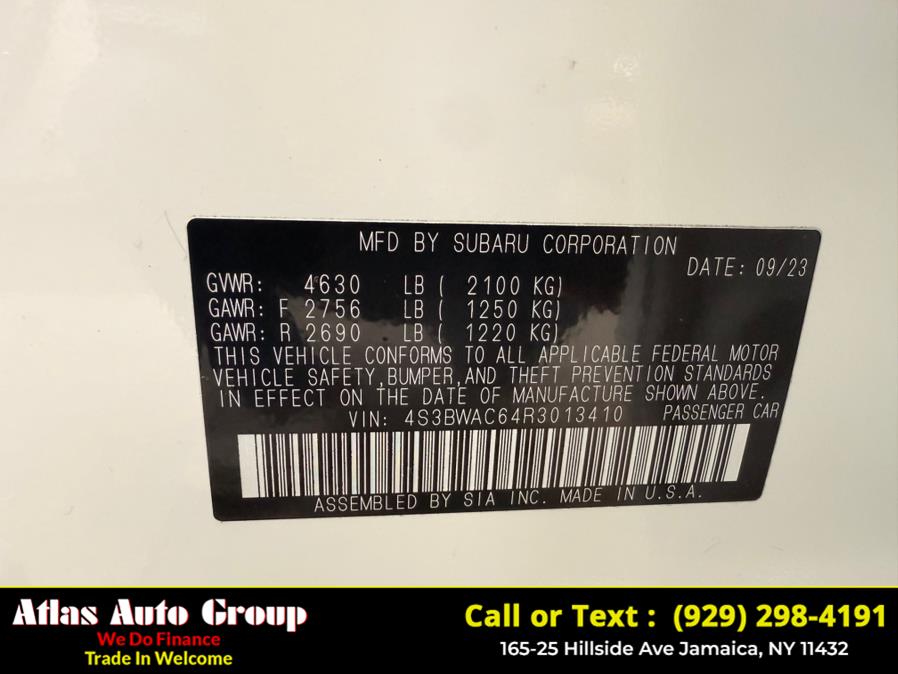 MFD BY SUBARU CORPORATION
DATE: 09/23
GVWR: 4630 LB ( 2100 KG)
GAWR: F 2756 LB ( 1250 KG)
GAWR: R 2690 LB ( 1220 KG)
THIS VEHICLE CONFORMS TO ALL APPLICABLE FEDERAL MOTOR
VEHICLE SAFETY, BUMPER, AND THEFT PREVENTION STANDARDS
IN EFFECT ON THE DATE OF MANUFACTURE SHOWN ABOVE.
VIN: 4S3BWAC64R3013410 PASSENGER CAR
ASSEMBLED BY SIA INC. MADE IN U.S.A.
Atlas Auto Group
We Do Finance
Trade In Welcome
Call or Text : (929) 298-4191
165-25 Hillside Ave Jamaica, NY 11432